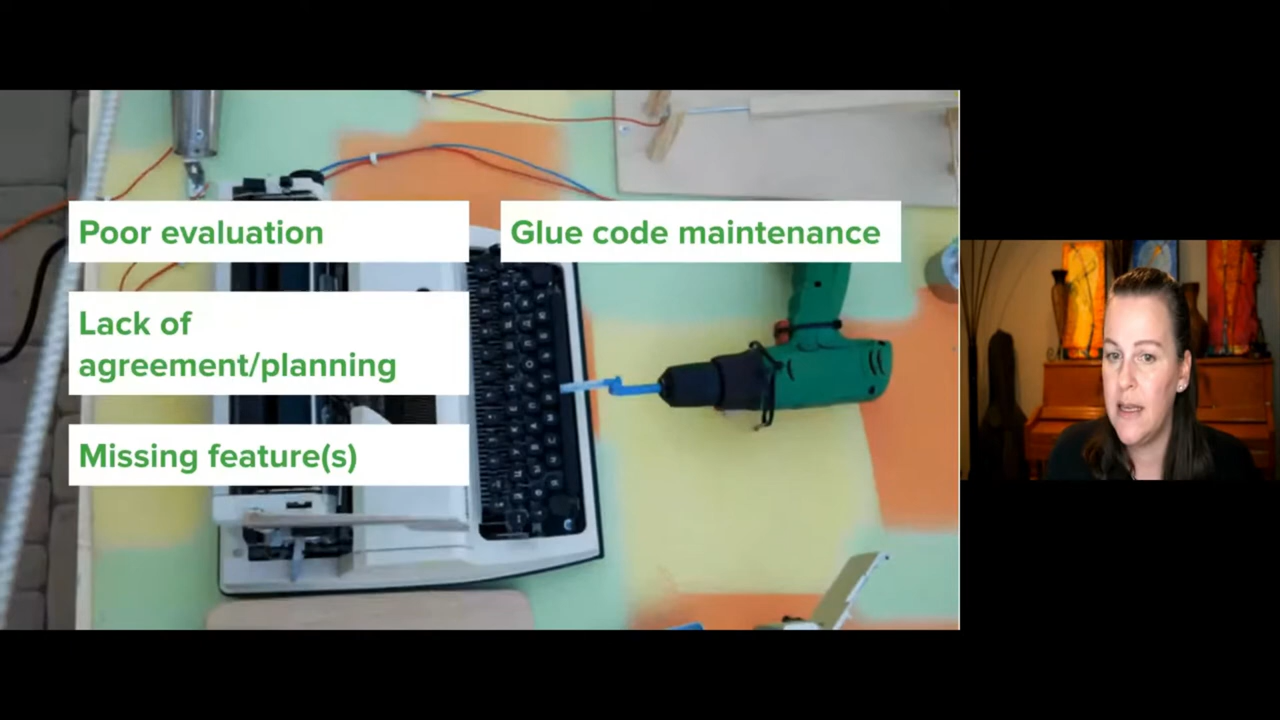 Poor evaluation
Glue code maintenance
Lack of
agreement/planning
Missing feature(s)